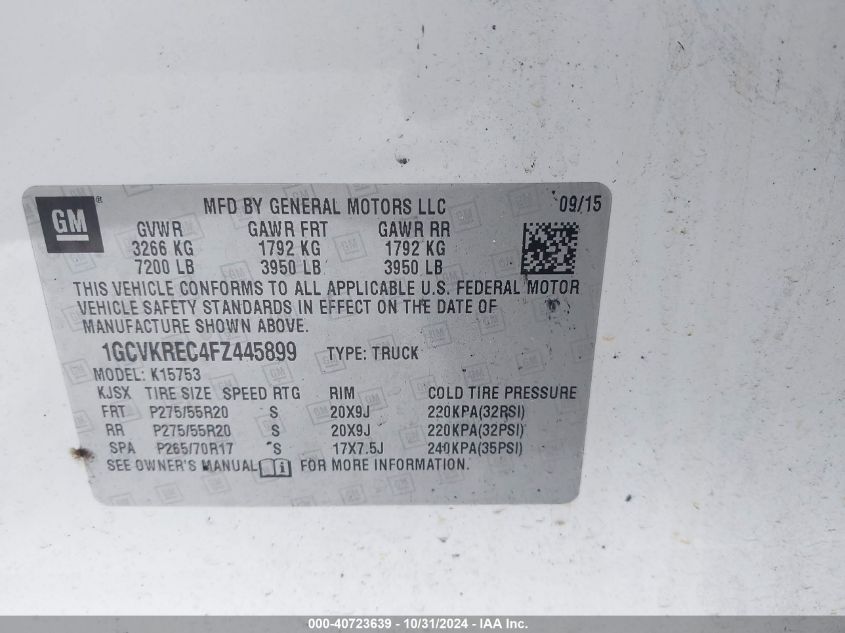 GM ® MFD BY GENERAL MOTORS LLC 09/15
GVWR GAWR FRT GAWR RR
3266 KG 1792 KG 1792 KG
7200 LB 3950 LB 3950 LB
THIS VEHICLE CONFORMS TO ALL APPLICABLE U.S. FEDERAL MOTOR
VEHICLE SAFETY STANDARDS IN EFFECT ON THE DATE OF
MANUFACTURE SHOWN ABOVE.
1GCVKREC4FZ445899 TYPE: TRUCK
MODEL: K15753
KJSX TIRE SIZE SPEED RTG RIM COLD TIRE PRESSURE
FRT P275/55R20 S 20X9J 220KPA(32PSI)
RR P275/55R20 S 20X9J 220KPA(32PSI)
SPA P265/70R17 S 17X7.5J 240KPA(35PSI)
SEE OWNER'S MANUAL FOR MORE INFORMATION.
000-40723639 - 10/31/2024 - IAA Inc.